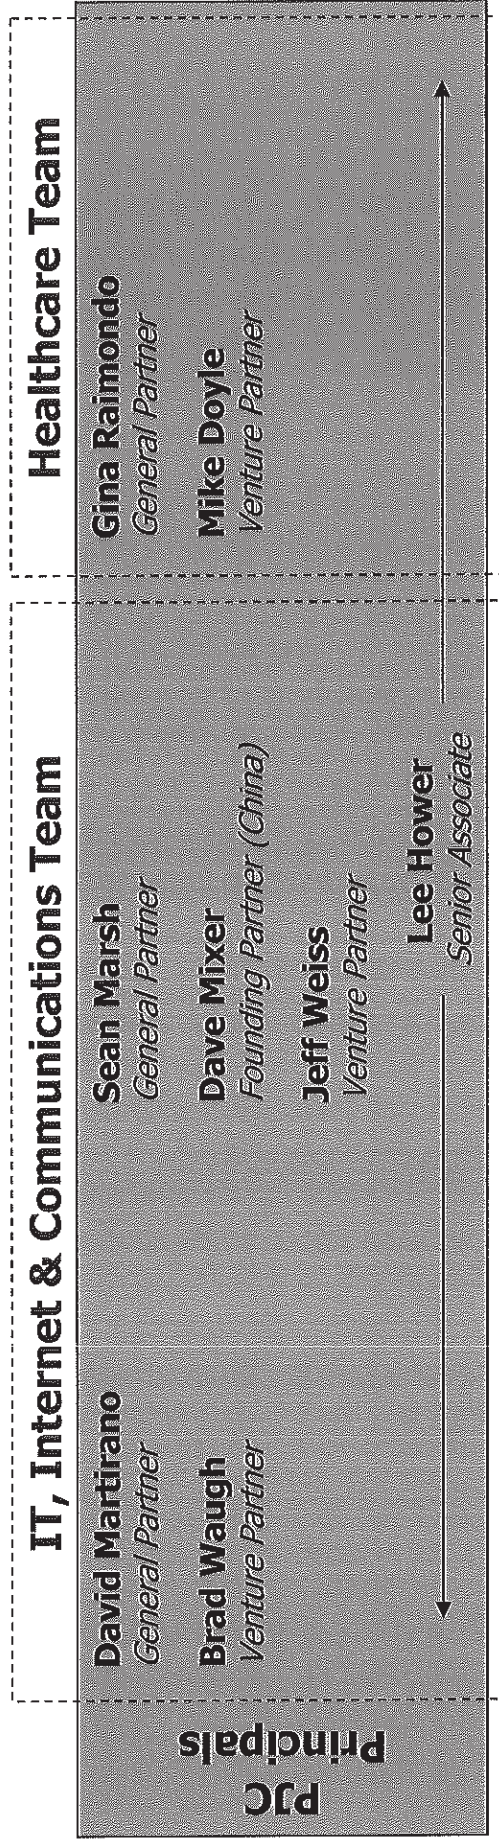 IT, Internet & Communications Team
Healthcare Team
PJC
Principals
David Martirano
General Partner
Brad Waugh
Venture Partner
Sean Marsh
General Partner
Dave Mixer
Founding Partner (China)
Jeff Weiss
Venture Partner
Lee Hower
Senior Associate
Gina Raimondo
General Partner
Mike Doyle
Venture Partner